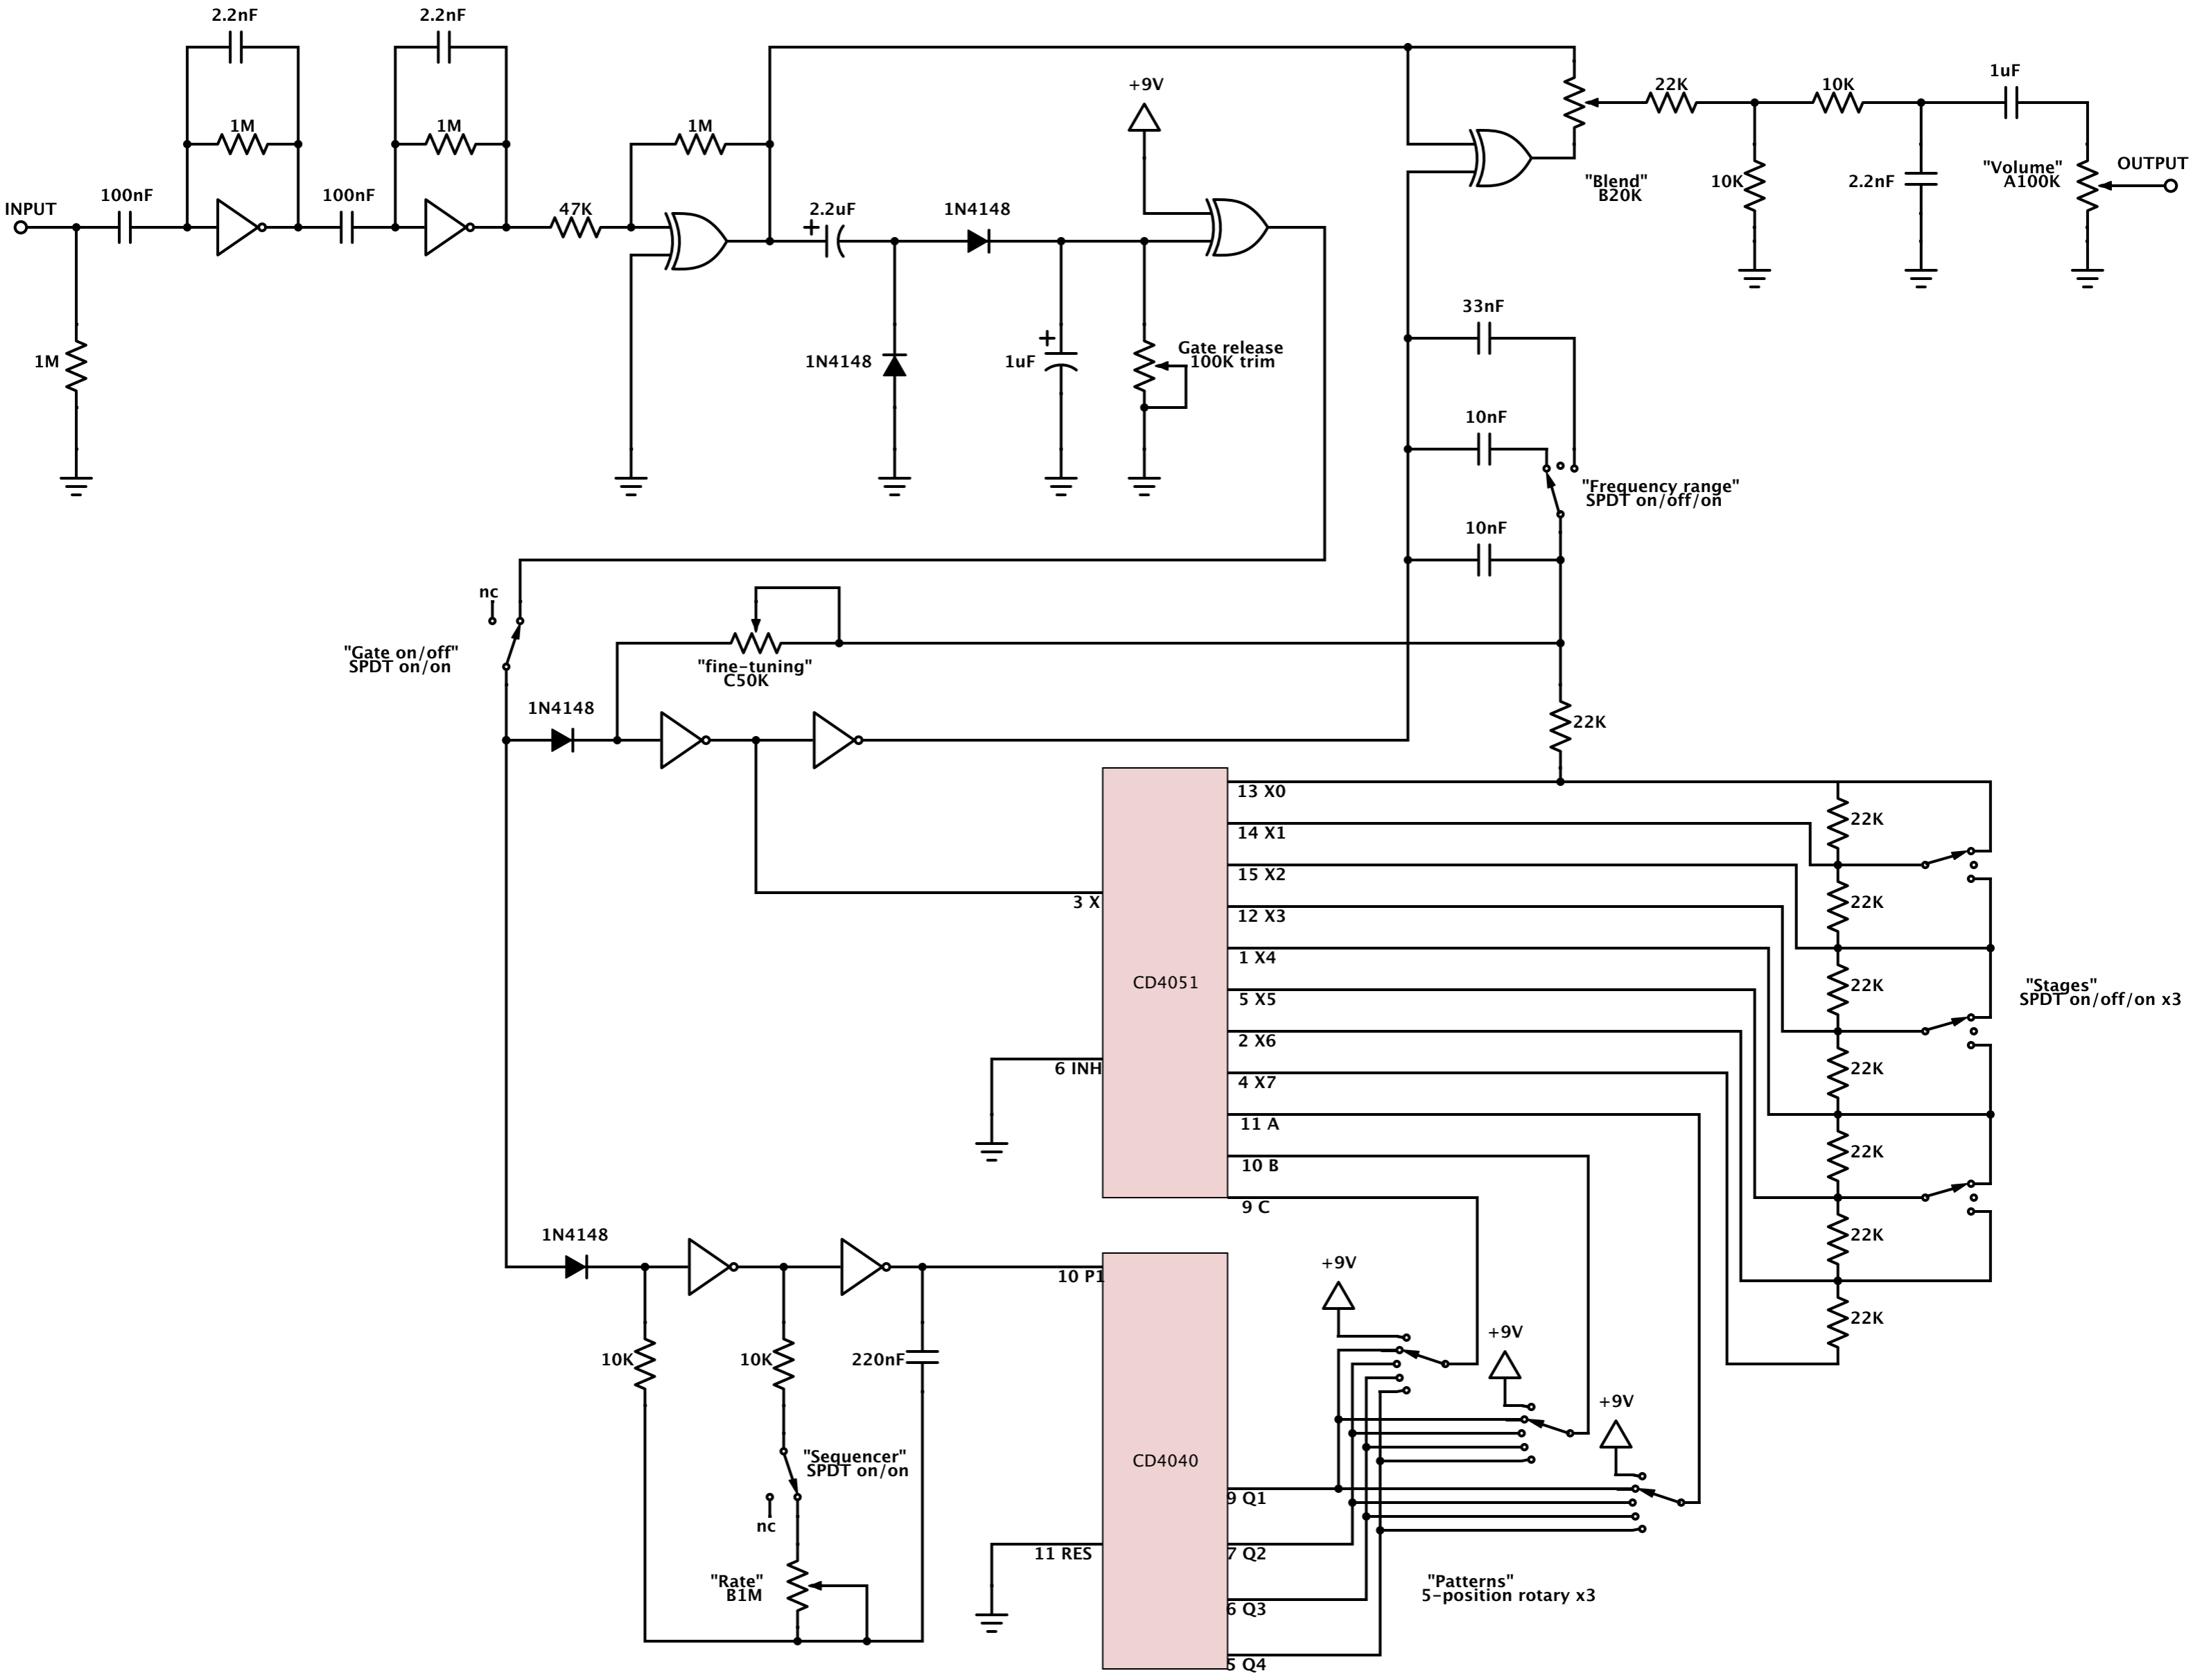 2.2nF
2.2nF
1M
1M
1M
+9V
22K
10K
1uF
INPUT
100nF
100nF
47K
2.2uF
1N4148
"Blend"
B20K
10K
2.2nF
"Volume"
A100K
OUTPUT
1M
1N4148
1uF
Gate release
100K trim
33nF
10nF
"Frequency range"
SPDT on/off/on
10nF
nc
"Gate on/off"
SPDT on/on
"fine-tuning"
C50K
1N4148
22K
13 X0
14 X1
15 X2
12 X3
1 X4
5 X5
2 X6
4 X7
11 A
10 B
9 C
3 X
CD4051
6 INH
22K
22K
22K
22K
22K
22K
22K
"Stages"
SPDT on/off/on x3
1N4148
10 P1
10K
10K
220nF
+9V
+9V
+9V
"Sequencer"
SPDT on/on
nc
CD4040
9 Q1
7 Q2
6 Q3
5 Q4
11 RES
"Rate"
B1M
"Patterns"
5-position rotary x3